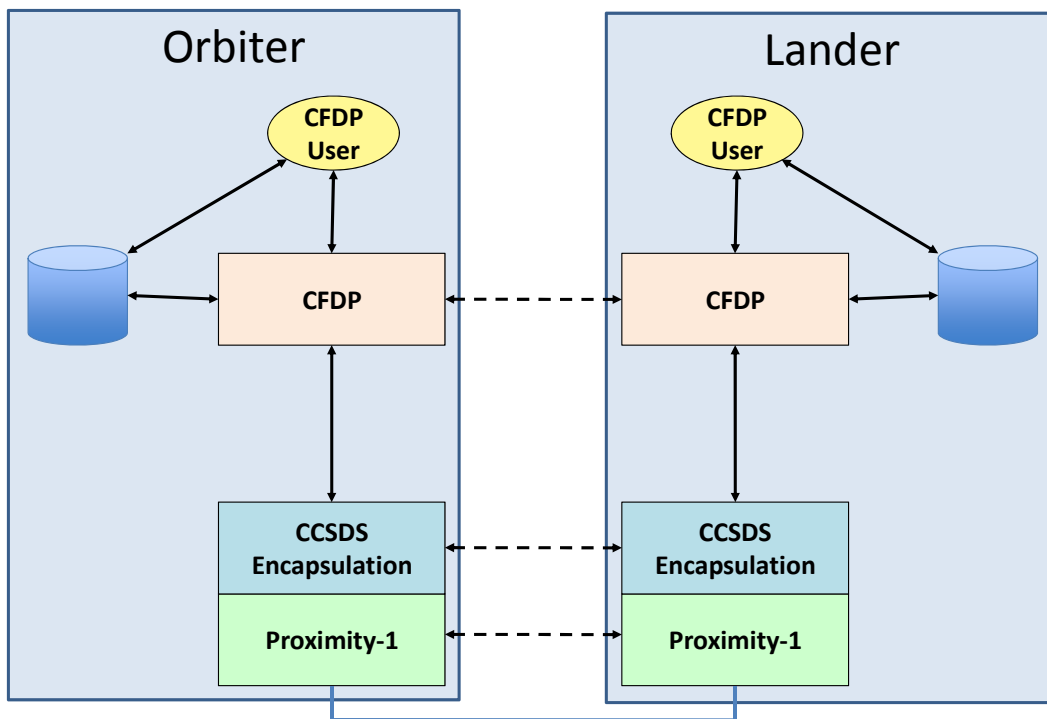 Orbiter
CFDP
User
CFDP
CCSDS
Encapsulation
Proximity-1
Lander
CFDP
User
CFDP
CCSDS
Encapsulation
Proximity-1